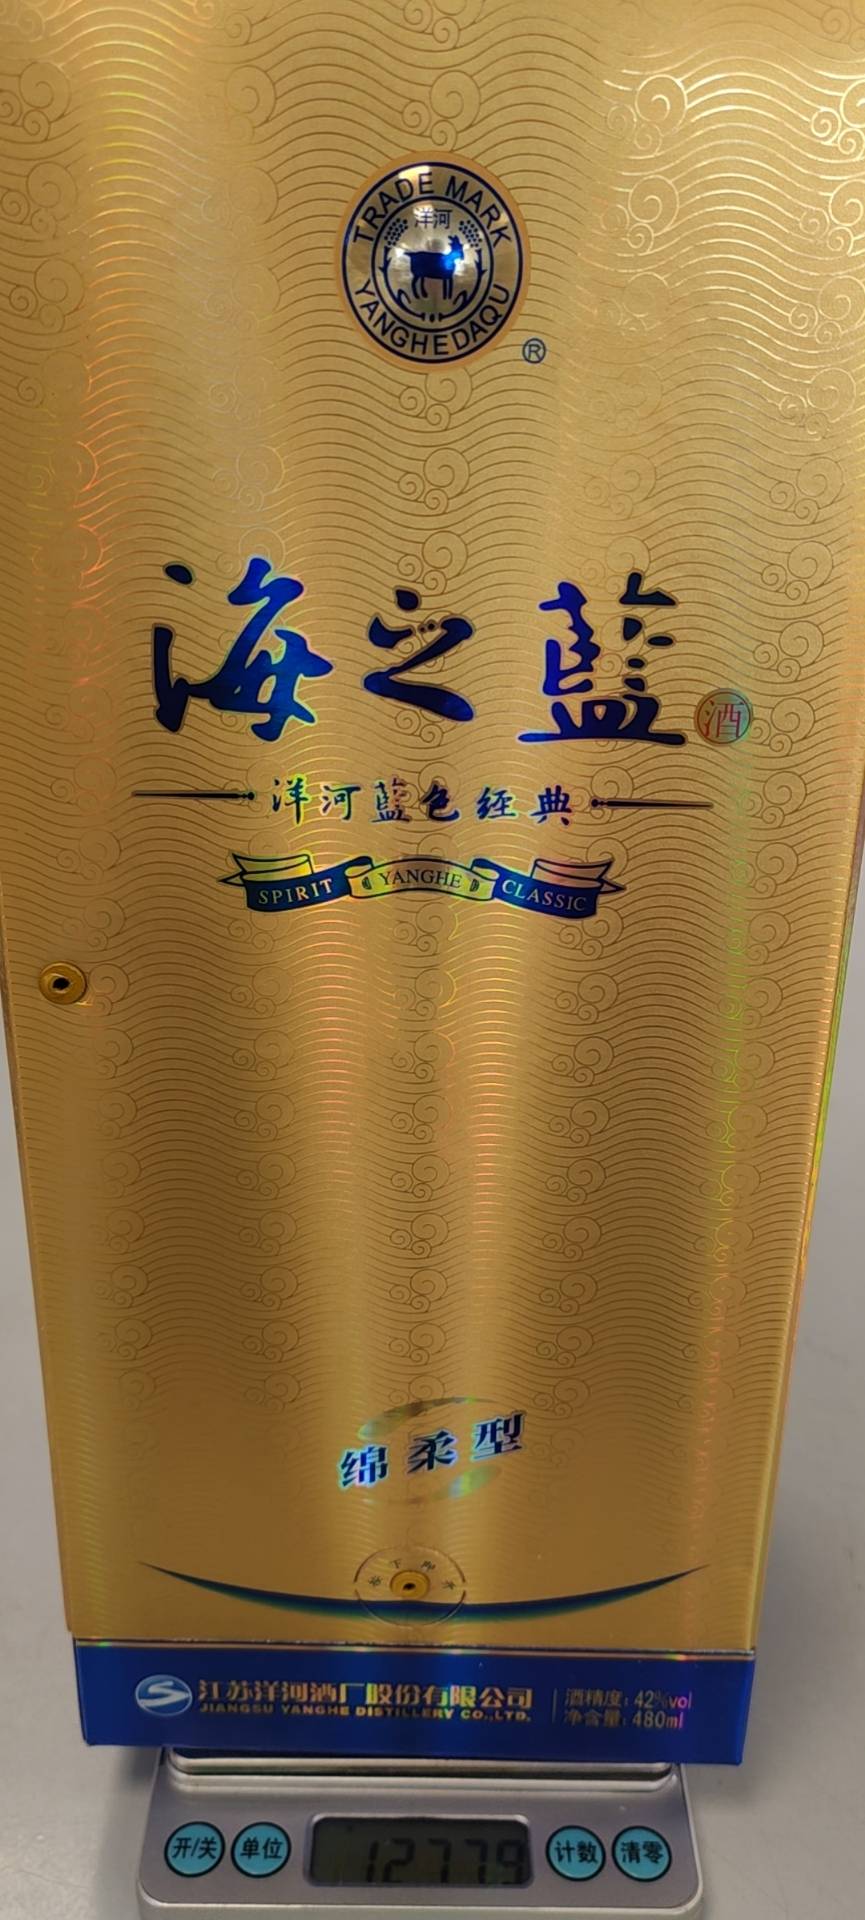 TRADE MARK
洋河
YANGHEDAQU
®
海之藍
酒
洋河藍色经典
SPIRIT YANGHE CLASSIC
绵柔型
江苏洋河酒厂股份有限公司
JIANGSU YANGHE DISTILLERY CO.,LTD.
酒精度:42%vol
净含量:480ml
开/关 单位 12779 计数 清零